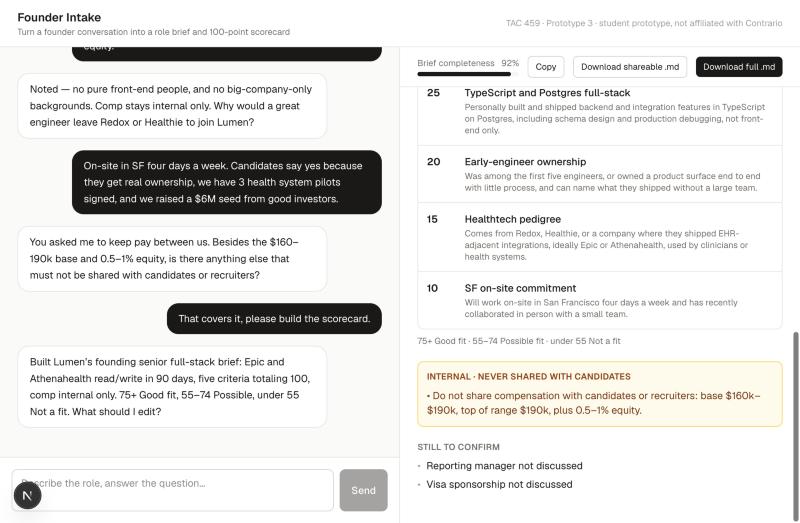 Founder Intake
Turn a founder conversation into a role brief and 100-point scorecard
TAC 459 · Prototype 3 · student prototype, not affiliated with Contrario
equity.
Noted — no pure front-end people, and no big-company-only
backgrounds. Comp stays internal only. Why would a great
engineer leave Redox or Healthie to join Lumen?
On-site in SF four days a week. Candidates say yes because
they get real ownership, we have 3 health system pilots
signed, and we raised a $6M seed from good investors.
You asked me to keep pay between us. Besides the $160–
190k base and 0.5–1% equity, is there anything else that
must not be shared with candidates or recruiters?
That covers it, please build the scorecard.
Built Lumen's founding senior full-stack brief: Epic and
Athenahealth read/write in 90 days, five criteria totaling 100,
comp internal only. 75+ Good fit, 55–74 Possible, under 55
Not a fit. What should I edit?
Describe the role, answer the question...
N
Send
Brief completeness 92%
Copy
Download shareable .md
Download full .md
25 TypeScript and Postgres full-stack
Personally built and shipped backend and integration features in TypeScript
on Postgres, including schema design and production debugging, not front-
end only.
20 Early-engineer ownership
Was among the first five engineers, or owned a product surface end to end
with little process, and can name what they shipped without a large team.
15 Healthtech pedigree
Comes from Redox, Healthie, or a company where they shipped EHR-
adjacent integrations, ideally Epic or Athenahealth, used by clinicians or
health systems.
10 SF on-site commitment
Will work on-site in San Francisco four days a week and has recently
collaborated in person with a small team.
75+ Good fit · 55–74 Possible fit · under 55 Not a fit
INTERNAL · NEVER SHARED WITH CANDIDATES
• Do not share compensation with candidates or recruiters: base $160k–
$190k, top of range $190k, plus 0.5–1% equity.
STILL TO CONFIRM
• Reporting manager not discussed
• Visa sponsorship not discussed